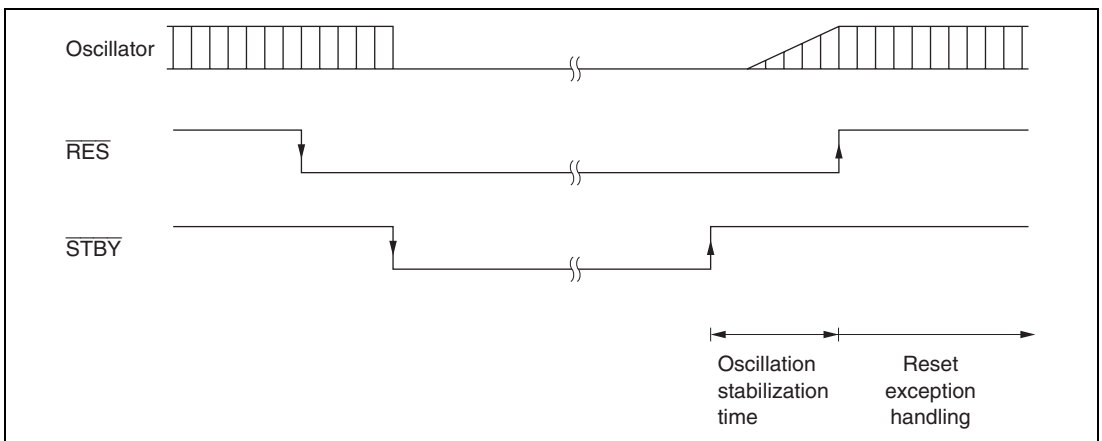 Oscillator
RES
STBY
Oscillation
stabilization
time
Reset
exception
handling